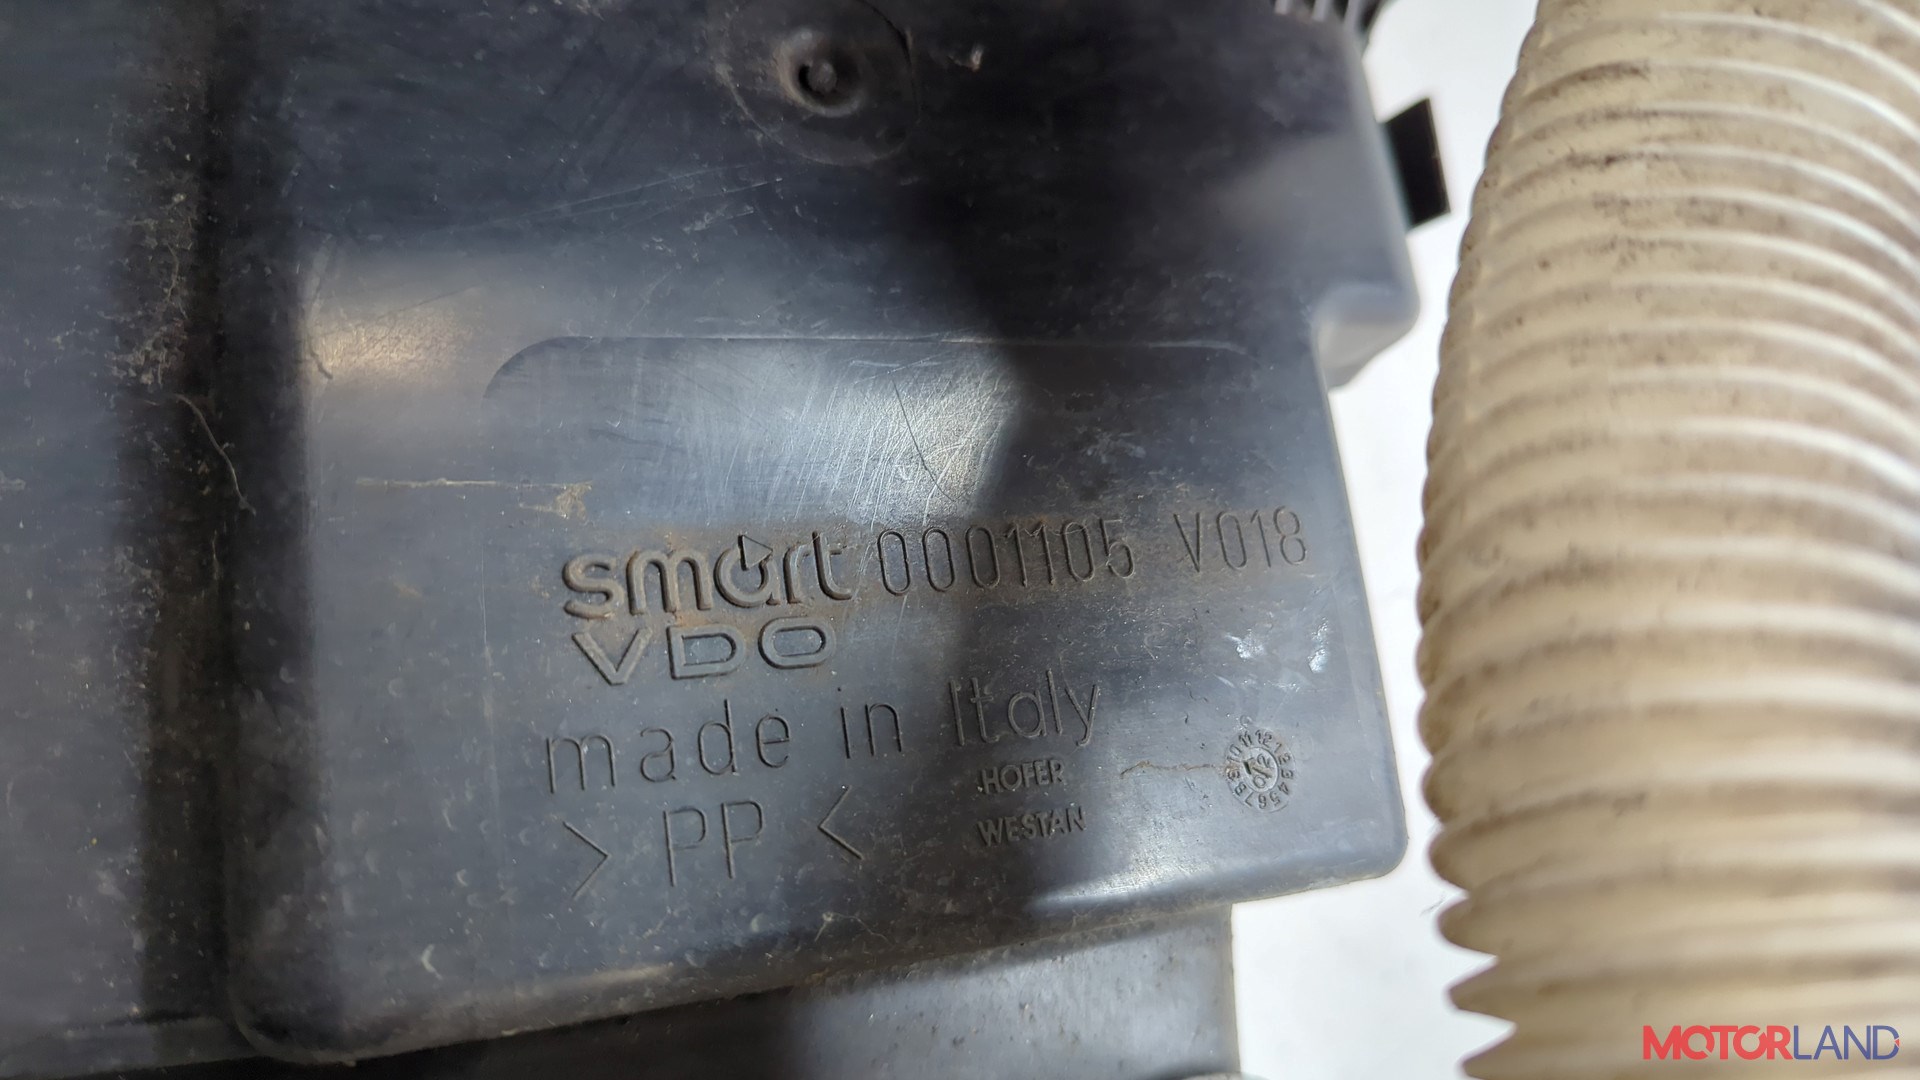 smart 0001105 V018
VDO
made in Italy
> PP <
HOFER
WESTAN
MOTORLAND